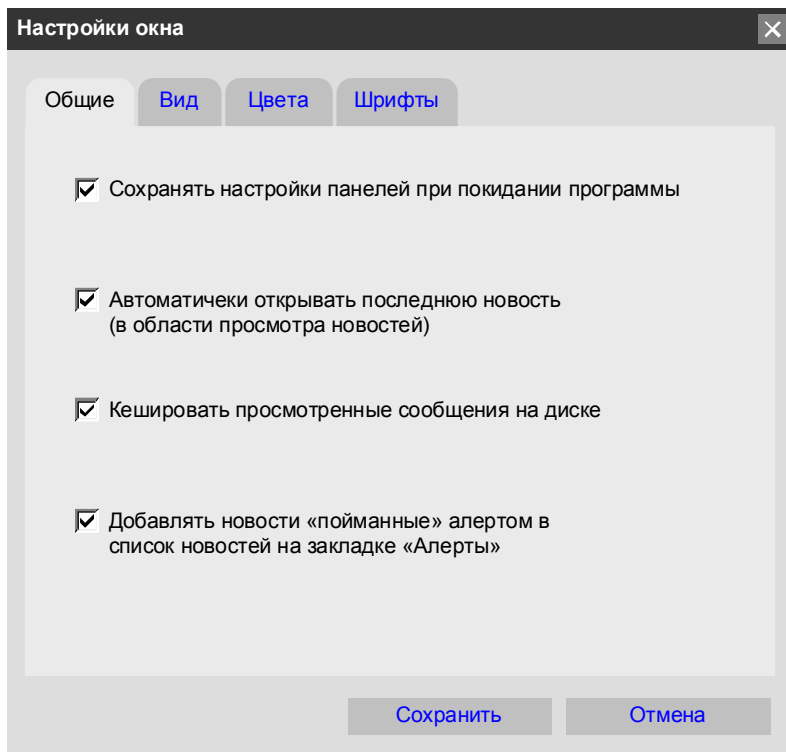 Настройки окна
Общие Вид Цвета Шрифты
Сохранять настройки панелей при покидании программы
Автоматичеки открывать последнюю новость
(в области просмотра новостей)
Кешировать просмотренные сообщения на диске
Добавлять новости «пойманные» алертом в
список новостей на закладке «Алерты»
Сохранить Отмена